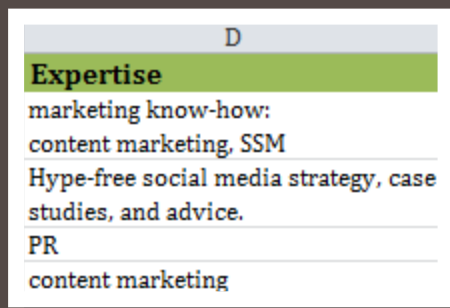 D
Expertise
marketing know-how:
content marketing, SSM
Hype-free social media strategy, case
studies, and advice.
PR
content marketing